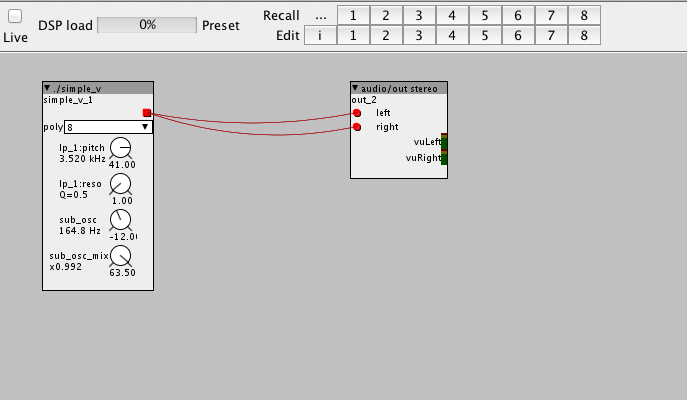 Live
DSP load 0% Preset
Recall ... 1 2 3 4 5 6 7 8
Edit i 1 2 3 4 5 6 7 8
./simple_v
simple_v_1
poly 8
lp_1:pitch
3.520 kHz
41.00
lp_1:reso
Q=0.5
1.00
sub_osc
164.8 Hz
-12.0
sub_osc_mix
x0.992
63.50
audio/out stereo
out_2
left
right
vuLeft
vuRight